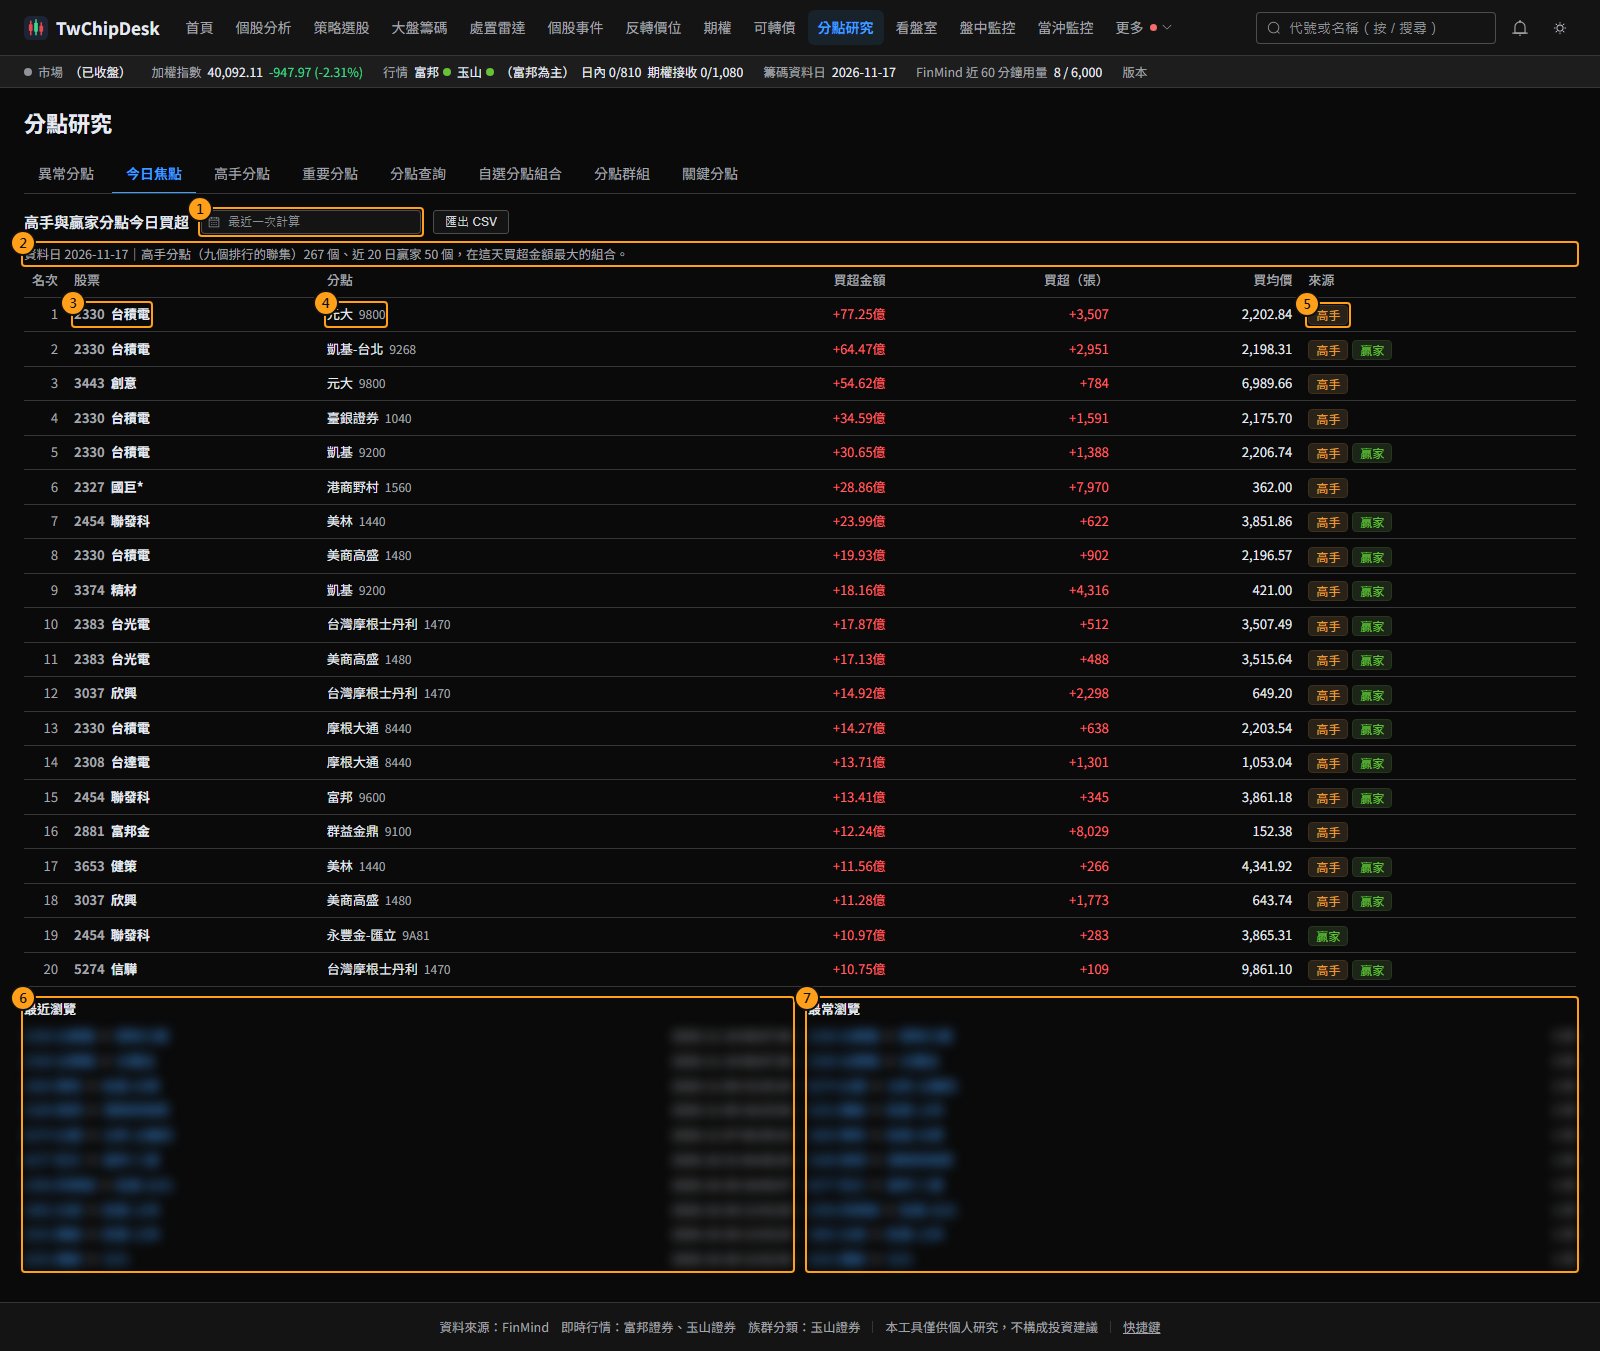 TwChipDesk 首頁 個股分析 策略選股 大盤籌碼 處置雷達 個股事件 反轉價位 期權 可轉債 分點研究 看盤室 盤中監控 當沖監控 更多 代號或名稱（按 / 搜尋）
市場 （已收盤） 加權指數 40,092.11 -947.97 (-2.31%) 行情 富邦 玉山 （富邦為主） 日內 0/810 期權接收 0/1,080 籌碼資料日 2026-11-17 FinMind 近 60 分鐘用量 8 / 6,000 版本
分點研究
異常分點 今日焦點 高手分點 重要分點 分點查詢 自選分點組合 分點群組 關鍵分點
高手與贏家分點今日買超 1 最近一次計算 匯出 CSV
2 資料日 2026-11-17｜高手分點（九個排行的聯集）267 個、近 20 日贏家 50 個，在這天買超金額最大的組合。
名次 股票 分點 買超金額 買超（張） 買均價 來源
1 3 2330 台積電 4 元大 9800 +77.25億 +3,507 2,202.84 5 高手
2 2330 台積電 凱基-台北 9268 +64.47億 +2,951 2,198.31 高手 贏家
3 3443 創意 元大 9800 +54.62億 +784 6,989.66 高手
4 2330 台積電 臺銀證券 1040 +34.59億 +1,591 2,175.70 高手
5 2330 台積電 凱基 9200 +30.65億 +1,388 2,206.74 高手 贏家
6 2327 國巨* 港商野村 1560 +28.86億 +7,970 362.00 高手
7 2454 聯發科 美林 1440 +23.99億 +622 3,851.86 高手 贏家
8 2330 台積電 美商高盛 1480 +19.93億 +902 2,196.57 高手 贏家
9 3374 精材 凱基 9200 +18.16億 +4,316 421.00 高手 贏家
10 2383 台光電 台灣摩根士丹利 1470 +17.87億 +512 3,507.49 高手 贏家
11 2383 台光電 美商高盛 1480 +17.13億 +488 3,515.64 高手 贏家
12 3037 欣興 台灣摩根士丹利 1470 +14.92億 +2,298 649.20 高手 贏家
13 2330 台積電 摩根大通 8440 +14.27億 +638 2,203.54 高手 贏家
14 2308 台達電 摩根大通 8440 +13.71億 +1,301 1,053.04 高手 贏家
15 2454 聯發科 富邦 9600 +13.41億 +345 3,861.18 高手 贏家
16 2881 富邦金 群益金鼎 9100 +12.24億 +8,029 152.38 高手
17 3653 健策 美林 1440 +11.56億 +266 4,341.92 高手 贏家
18 3037 欣興 美商高盛 1480 +11.28億 +1,773 643.74 高手 贏家
19 2454 聯發科 永豐金-匯立 9A81 +10.97億 +283 3,865.31 贏家
20 5274 信驊 台灣摩根士丹利 1470 +10.75億 +109 9,861.10 高手 贏家
6 最近瀏覽 7 最常瀏覽
資料來源：FinMind 即時行情：富邦證券、玉山證券 族群分類：玉山證券 本工具僅供個人研究，不構成投資建議 快捷鍵